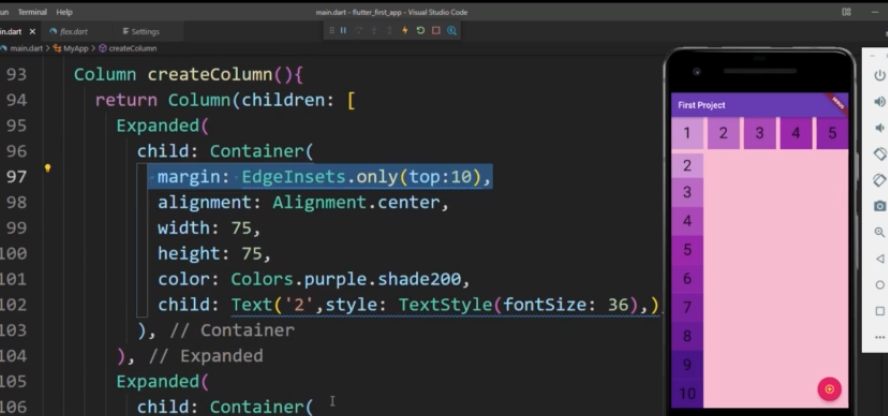 un Terminal Help
main.dart - flutter_first_app - Visual Studio Code
in.dart
flex.dart
Settings
main.dart > MyApp > createColumn
93 Column createColumn(){
94 return Column(children: [
95 Expanded(
96 child: Container(
97 margin: EdgeInsets.only(top:10),
98 alignment: Alignment.center,
99 width: 75,
100 height: 75,
101 color: Colors.purple.shade200,
102 child: Text('2',style: TextStyle(fontSize: 36),)
103 ), // Container
104 ), // Expanded
105 Expanded(
106 child: Container(
First Project
DEBUG
1 2 3 4 5
2
3
4
5
6
7
8
9
10